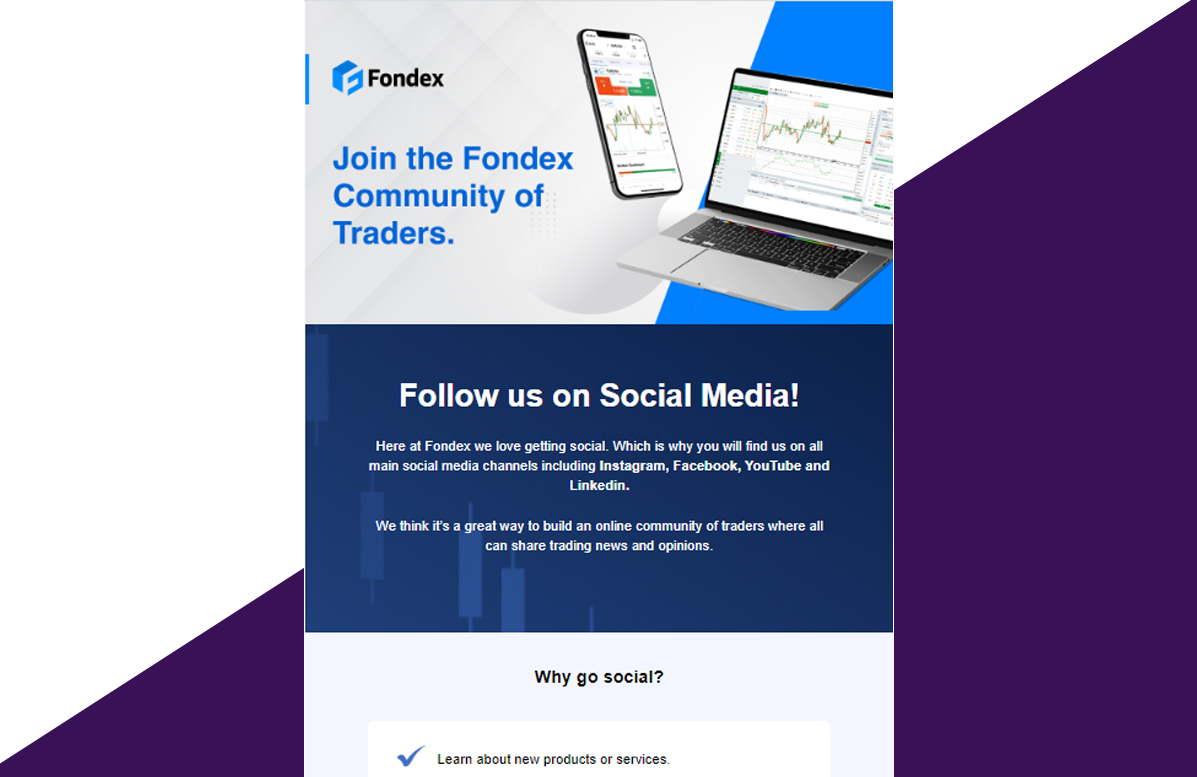 Fondex
Join the Fondex
Community of
Traders.
Follow us on Social Media!
Here at Fondex we love getting social. Which is why you will find us on all
main social media channels including Instagram, Facebook, YouTube and
Linkedin.
We think it's a great way to build an online community of traders where all
can share trading news and opinions.
Why go social?
Learn about new products or services.